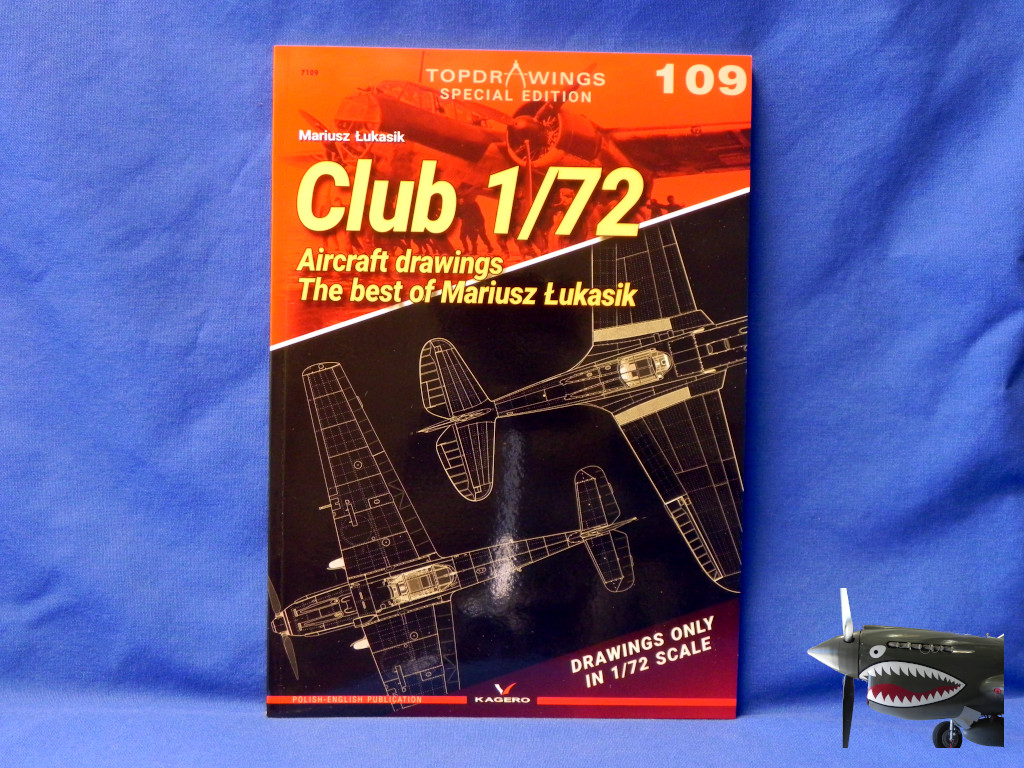 7109
TOPDRAWINGS
SPECIAL EDITION
109
Mariusz Łukasik
Club 1/72
Aircraft drawings
The best of Mariusz Łukasik
DRAWINGS ONLY
IN 1/72 SCALE
POLISH-ENGLISH PUBLICATION
KAGERO